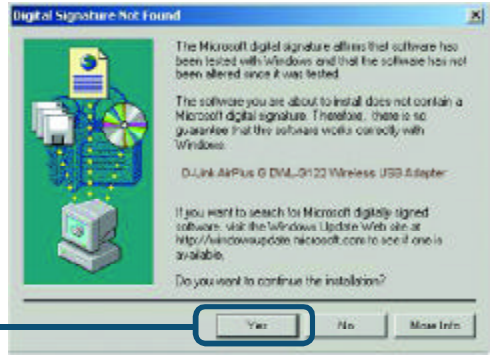 Digital Signature Not Found
The Microsoft digital signature affirms that software has
been tested with Windows and that the software has not
been altered since it was tested.
The software you are about to install does not contain a
Microsoft digital signature. Therefore, there is no
guarantee that this software works correctly with
Windows.
D-Link AirPlus G DWL-G122 Wireless USB Adapter
If you want to search for Microsoft digitally signed
software, visit the Windows Update Web site at
http://windowsupdate.microsoft.com to see if one is
available.
Do you want to continue the installation?
Yes
No
More Info